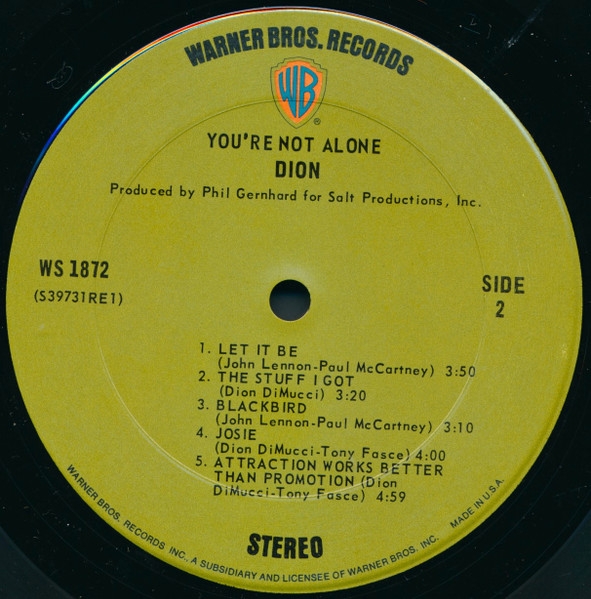 WARNER BROS. RECORDS
WB
®
YOU'RE NOT ALONE
DION
Produced by Phil Gernhard for Salt Productions, Inc.
WS 1872
(S39731RE1)
SIDE
2
1. LET IT BE
(John Lennon-Paul McCartney) 3:50
2. THE STUFF I GOT
(Dion DiMucci) 3:20
3. BLACKBIRD
(John Lennon-Paul McCartney) 3:10
4. JOSIE
(Dion DiMucci-Tony Fasce) 4:00
5. ATTRACTION WORKS BETTER
THAN PROMOTION (Dion
DiMucci-Tony Fasce) 4:59
STEREO
WARNER BROS. RECORDS INC., A SUBSIDIARY AND LICENSEE OF WARNER BROS. INC. MADE IN U.S.A.